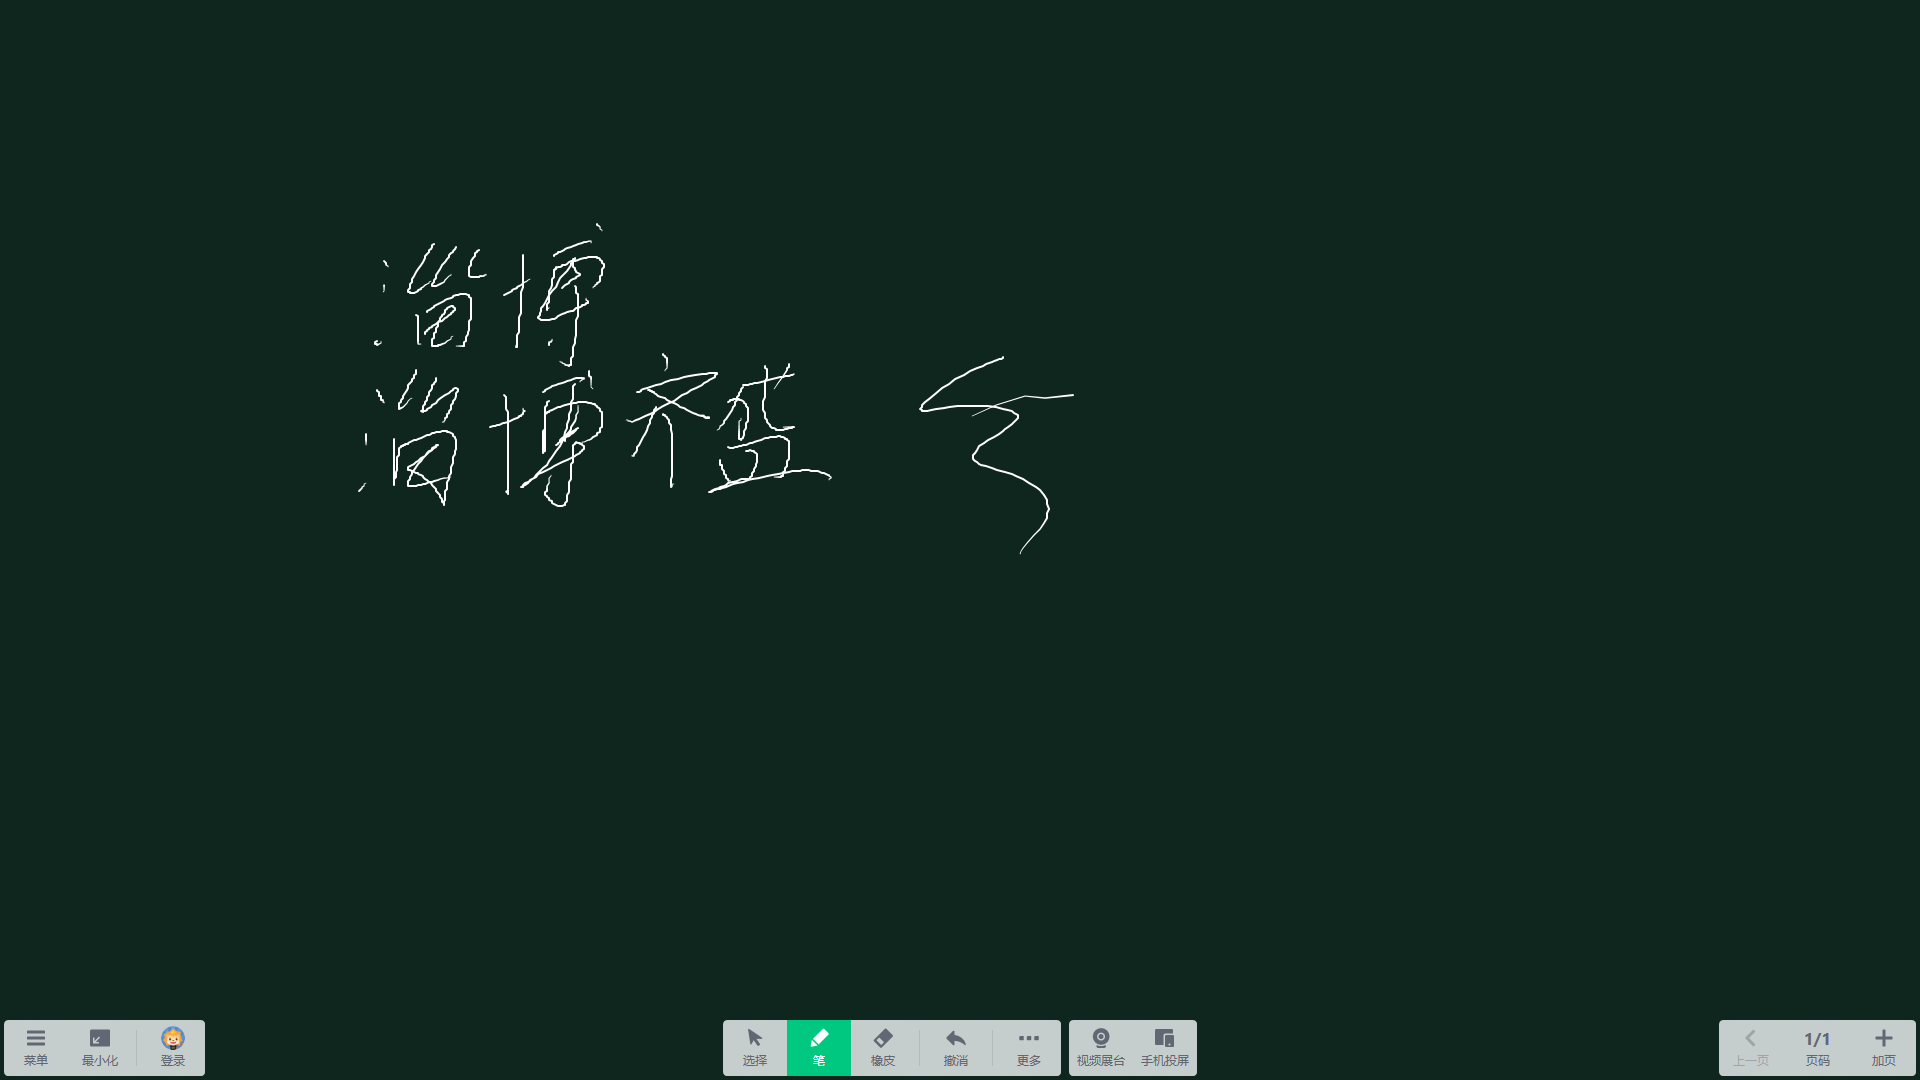 淄博
淄博齐盛
菜单 最小化 登录 选择 笔 橡皮 撤消 更多 视频展台 手机投屏 上一页 1/1 页码 加页